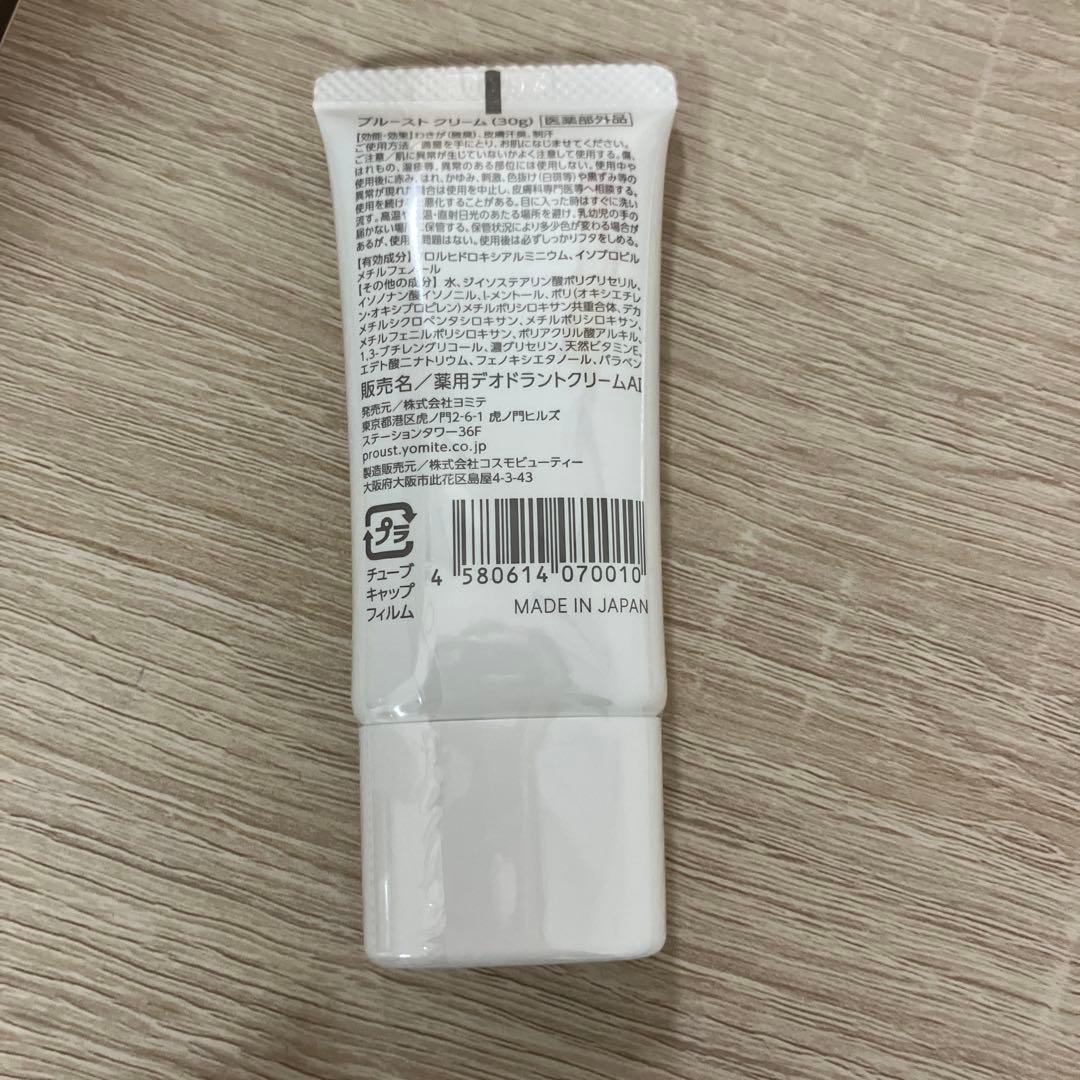 プルースト クリーム (30g) 医薬部外品
【効能・効果】わきが(腋臭)、皮膚汗臭、制汗
ご使用方法/適量を手にとり、お肌になじませてください。
ご注意/肌に異常が生じていないかよく注意して使用する。傷、
はれもの、湿疹等、異常のある部位には使用しない。使用中や
使用後に赤み、はれ、かゆみ、刺激、色抜け(白斑等)や黒ずみ等の
異常が現れた場合は使用を中止し、皮膚科専門医等へ相談する。
使用を続けると悪化することがある。目に入った時はすぐに洗い
流す。高温や低温・直射日光のあたる場所を避け、乳幼児の手の
届かない場所に保管する。保管状況により多少色が変わる場合が
あるが、使用 問題はない。使用後は必ずしっかりフタをしめる。
【有効成分】クロルヒドロキシアルミニウム、イソプロピル
メチルフェノール
【その他の成分】水、ジイソステアリン酸ポリグリセリル、
イソノナン酸イソノニル、l-メントール、ポリ(オキシエチレ
ン・オキシプロピレン)メチルポリシロキサン共重合体、デカ
メチルシクロペンタシロキサン、メチルポリシロキサン、
メチルフェニルポリシロキサン、ポリアクリル酸アルキル、
1,3-ブチレングリコール、濃グリセリン、天然ビタミンE、
エデト酸二ナトリウム、フェノキシエタノール、パラベン
販売名/薬用デオドラントクリームAI
発売元/株式会社ヨミテ
東京都港区虎ノ門2-6-1 虎ノ門ヒルズ
ステーションタワー36F
proust.yomite.co.jp
製造販売元/株式会社コスモビューティー
大阪府大阪市此花区島屋4-3-43
プラ
チューブ
キャップ
フィルム
4 580614 070010
MADE IN JAPAN